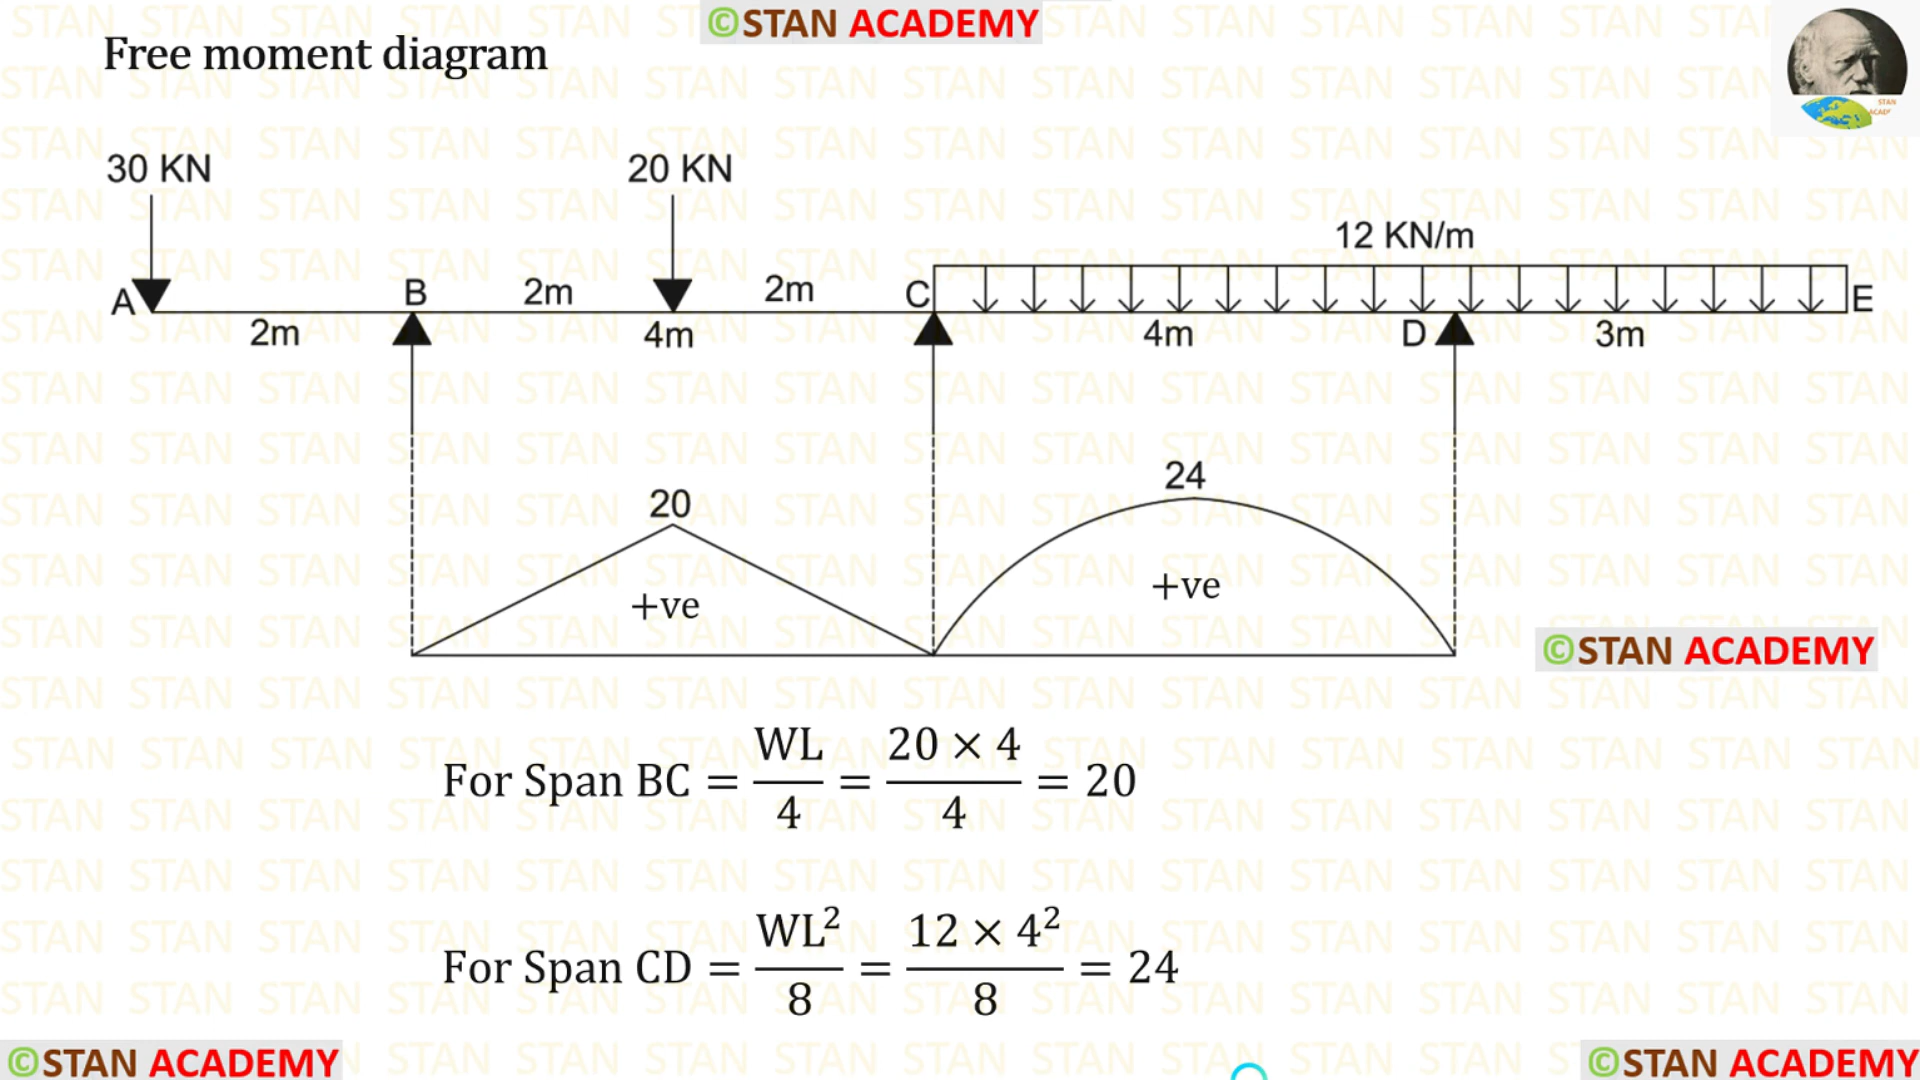 ©STAN ACADEMY
Free moment diagram
STAN
ACADY
30 KN
20 KN
12 KN/m
A
B
2m
2m
C
E
2m
4m
4m
D
3m
24
20
+ve
+ve
©STAN ACADEMY
For Span BC = WL/4 = 20 × 4/4 = 20
For Span CD = WL²/8 = 12 × 4²/8 = 24
©STAN ACADEMY
©STAN ACADEMY